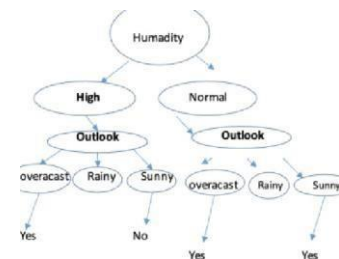 Humadity
High Normal
Outlook Outlook
overacast Rainy Sunny overacast Rainy Sunny
Yes No Yes Yes